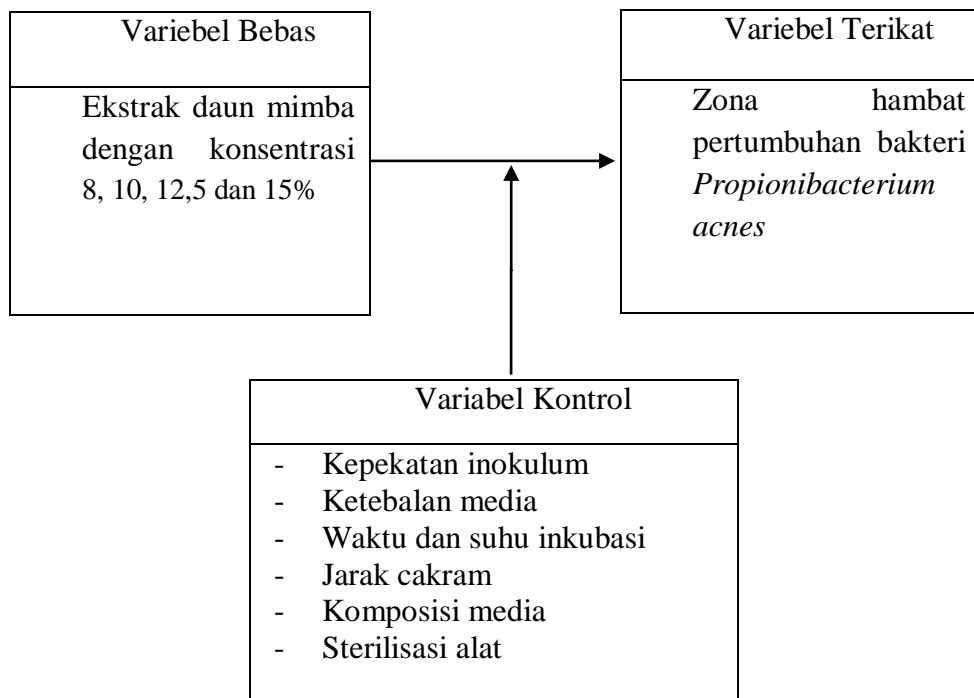 Variebel Bebas
Ekstrak daun mimba
dengan konsentrasi
8, 10, 12,5 dan 15%
Variebel Terikat
Zona hambat
pertumbuhan bakteri
Propionibacterium
acnes
Variabel Kontrol
- Kepekatan inokulum
- Ketebalan media
- Waktu dan suhu inkubasi
- Jarak cakram
- Komposisi media
- Sterilisasi alat